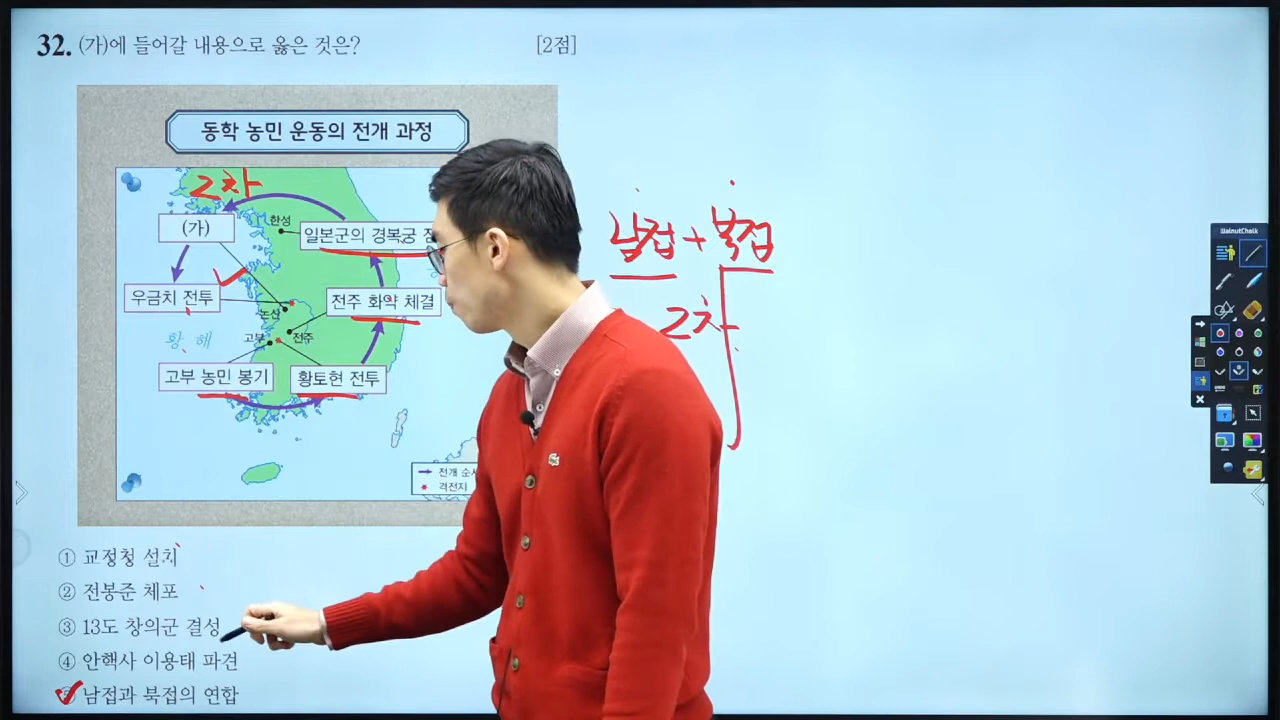 32. (가)에 들어갈 내용으로 옳은 것은? [2점]
동학 농민 운동의 전개 과정
2차
(가)
한성
일본군의 경복궁
우금치 전투
전주 화약 체결
논산
황 해
고부
전주
고부 농민 봉기
황토현 전투
전개 순서
격전지
남접 + 북접
2차
① 교정청 설치
② 전봉준 체포
③ 13도 창의군 결성
④ 안핵사 이용태 파견
⑤ 남접과 북접의 연합
WalnutChalk